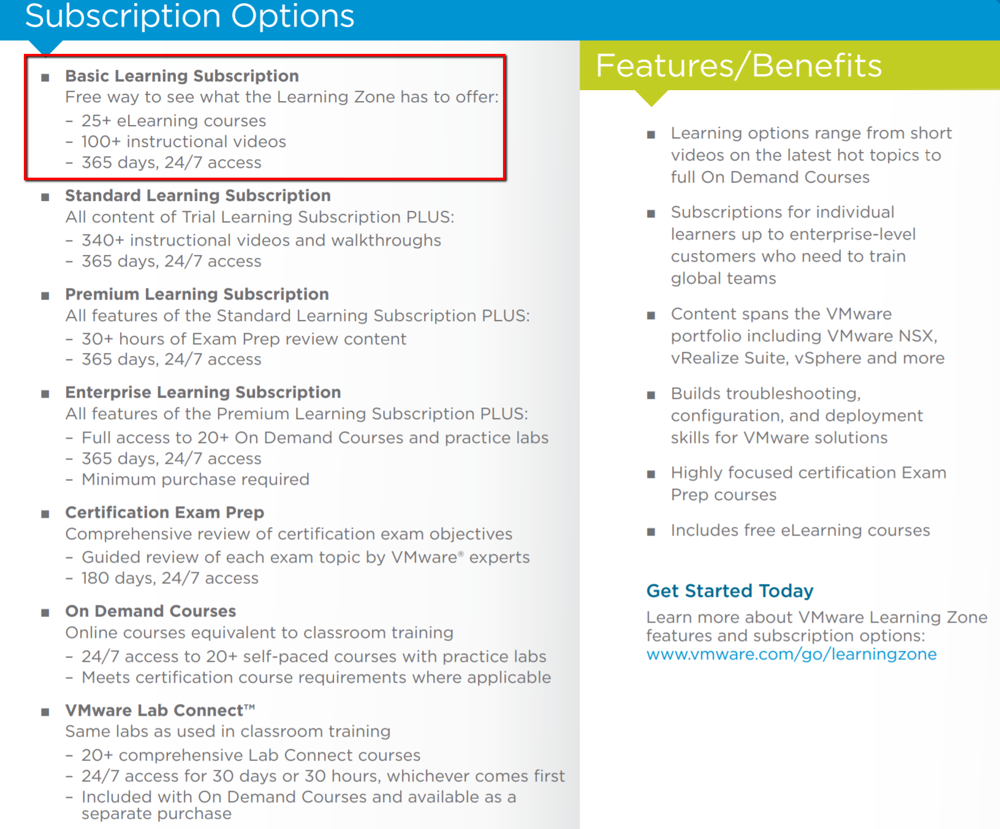 Subscription Options
■ Basic Learning Subscription
Free way to see what the Learning Zone has to offer:
– 25+ eLearning courses
– 100+ instructional videos
– 365 days, 24/7 access
■ Standard Learning Subscription
All content of Trial Learning Subscription PLUS:
– 340+ instructional videos and walkthroughs
– 365 days, 24/7 access
■ Premium Learning Subscription
All features of the Standard Learning Subscription PLUS:
– 30+ hours of Exam Prep review content
– 365 days, 24/7 access
■ Enterprise Learning Subscription
All features of the Premium Learning Subscription PLUS:
– Full access to 20+ On Demand Courses and practice labs
– 365 days, 24/7 access
– Minimum purchase required
■ Certification Exam Prep
Comprehensive review of certification exam objectives
– Guided review of each exam topic by VMware® experts
– 180 days, 24/7 access
■ On Demand Courses
Online courses equivalent to classroom training
– 24/7 access to 20+ self-paced courses with practice labs
– Meets certification course requirements where applicable
■ VMware Lab Connect™
Same labs as used in classroom training
– 20+ comprehensive Lab Connect courses
– 24/7 access for 30 days or 30 hours, whichever comes first
– Included with On Demand Courses and available as a
separate purchase
Features/Benefits
■ Learning options range from short
videos on the latest hot topics to
full On Demand Courses
■ Subscriptions for individual
learners up to enterprise-level
customers who need to train
global teams
■ Content spans the VMware
portfolio including VMware NSX,
vRealize Suite, vSphere and more
■ Builds troubleshooting,
configuration, and deployment
skills for VMware solutions
■ Highly focused certification Exam
Prep courses
■ Includes free eLearning courses
Get Started Today
Learn more about VMware Learning Zone
features and subscription options:
www.vmware.com/go/learningzone